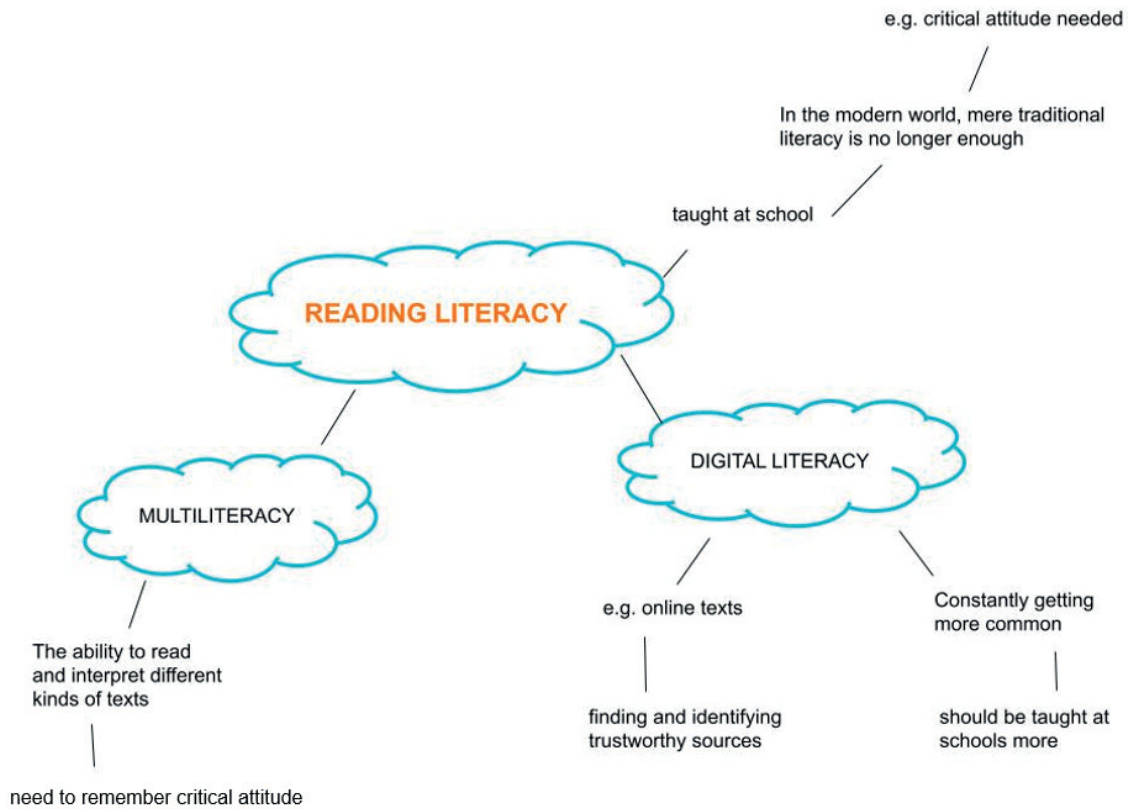 e.g. critical attitude needed
In the modern world, mere traditional
literacy is no longer enough
taught at school
READING LITERACY
DIGITAL LITERACY
MULTILITERACY
e.g. online texts
Constantly getting
more common
The ability to read
and interpret different
kinds of texts
finding and identifying
trustworthy sources
should be taught at
schools more
need to remember critical attitude